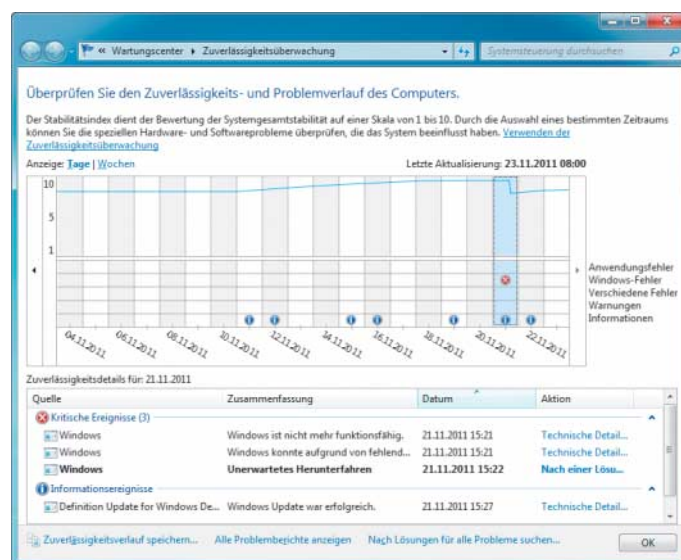 « Wartungscenter Zuverlässigkeitsüberwachung
Systemsteuerung durchsuchen
Überprüfen Sie den Zuverlässigkeits- und Problemverlauf des Computers.
Der Stabilitätsindex dient der Bewertung der Systemgesamtstabilität auf einer Skala von 1 bis 10. Durch die Auswahl eines bestimmten Zeitraums
können Sie die speziellen Hardware- und Softwareprobleme überprüfen, die das System beeinflusst haben. Verwenden der
Zuverlässigkeitsüberwachung
Anzeige: Tage | Wochen
Letzte Aktualisierung: 23.11.2011 08:00
10
5
1
Anwendungsfehler
Windows-Fehler
Verschiedene Fehler
Warnungen
Informationen
04.11.2011 06.11.2011 08.11.2011 10.11.2011 12.11.2011 14.11.2011 16.11.2011 18.11.2011 20.11.2011 22.11.2011
Zuverlässigkeitsdetails für: 21.11.2011
Quelle Zusammenfassung Datum Aktion
Kritische Ereignisse (3)
Windows Windows ist nicht mehr funktionsfähig. 21.11.2011 15:21 Technische Detail...
Windows Windows konnte aufgrund von fehlend... 21.11.2011 15:21 Technische Detail...
Windows Unerwartetes Herunterfahren 21.11.2011 15:22 Nach einer Lösu...
Informationsereignisse
Definition Update for Windows De... Windows Update war erfolgreich. 21.11.2011 15:27 Technische Detail...
Zuverlässigkeitsverlauf speichern... Alle Problemberichte anzeigen Nach Lösungen für alle Probleme suchen... OK